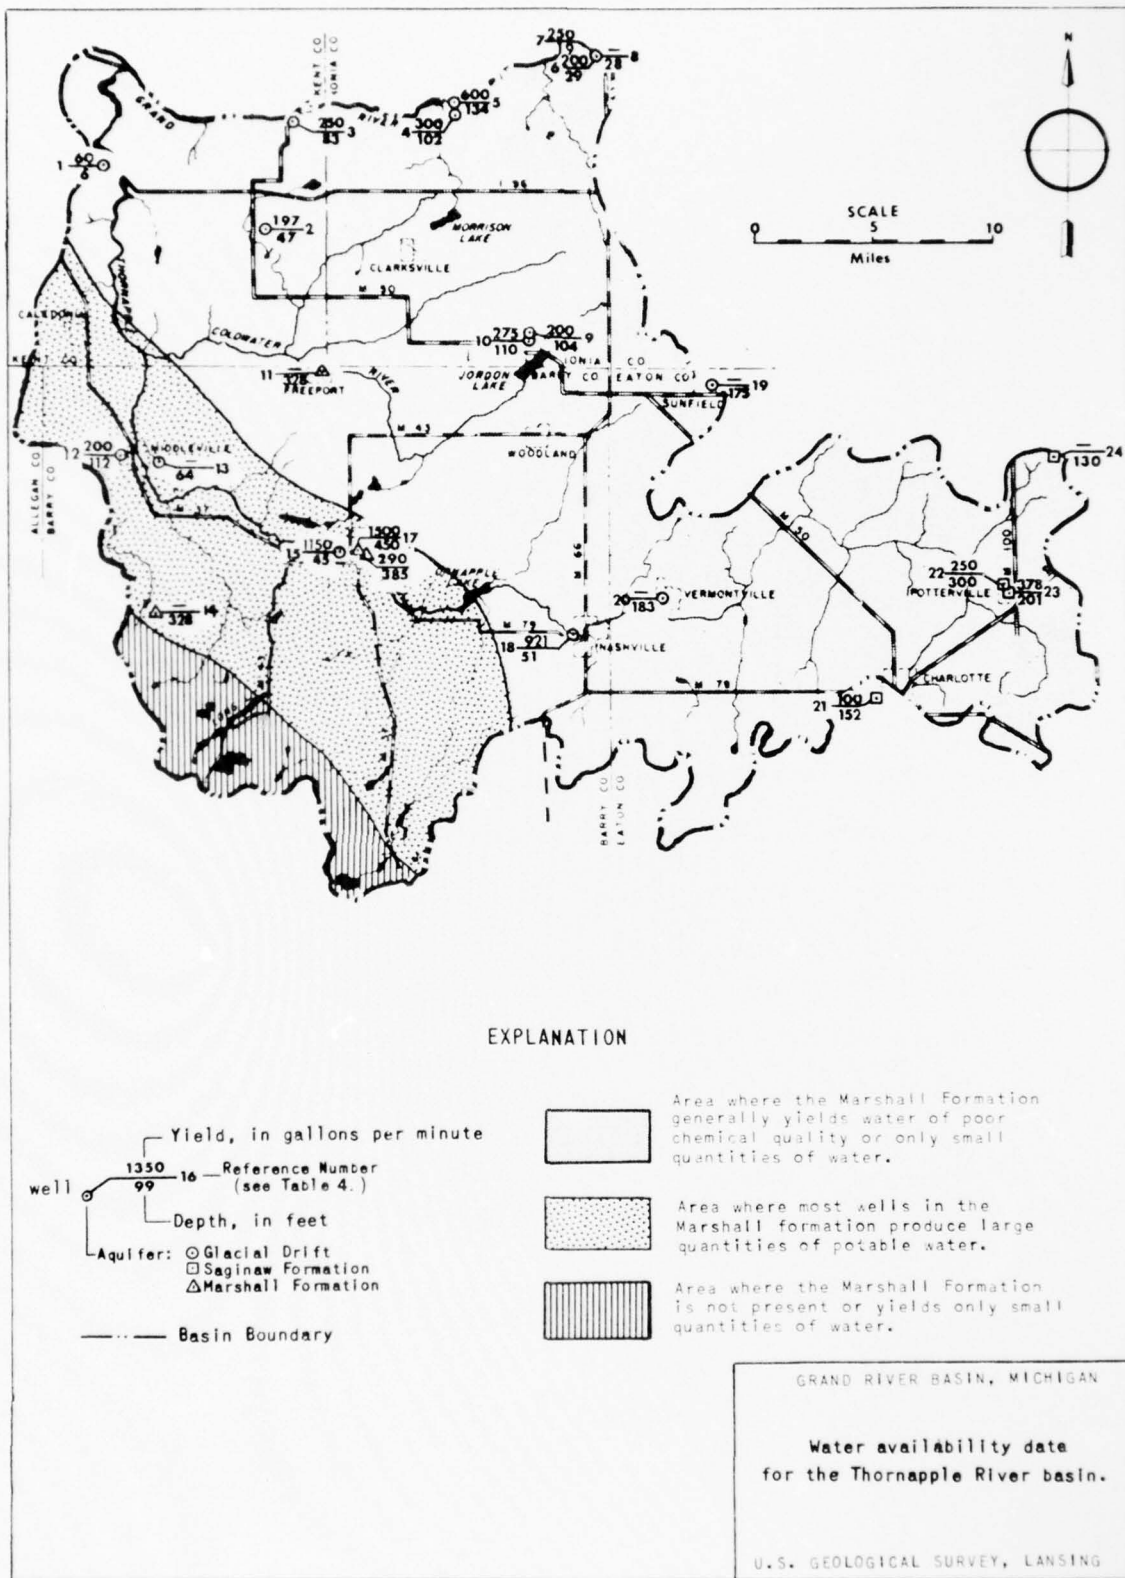 N
SCALE
0 5 10
Miles
KENT CO
IONIA CO
GRAND
RIVER
7 250
9
6 200
29
28 8
600
134 5
4 300
102
250
83 3
1 60
6
I 96
197
47 2
MORRISON
LAKE
CLARKSVILLE
M 50
CALEDONIA
COLDWATER
RIVER
KENT CO
10 275
110
200
104 9
IONIA CO
BARRY CO EATON CO
JORDON
LAKE
11
328
FREEPORT
19
175
SUNFIELD
M 43
WOODLAND
12 200
112
MIDDLEVILLE
13
64
ALLEGAN CO
BARRY CO
M 37
24
130
M 50
M 100
1500
450 17
15 1150
45
290
385
LAKE
M 66
22 250
300
378
201 23
POTTERVILLE
20
183
VERMONTVILLE
14
328
M 79
18 921
51
NASHVILLE
CHARLOTTE
M 79
21 100
152
BARRY CO
EATON CO
EXPLANATION
Yield, in gallons per minute
1350
99
16
Reference Number
(see Table 4.)
well
Depth, in feet
Aquifer: Glacial Drift
Saginaw Formation
Marshall Formation
Basin Boundary
Area where the Marshall Formation
generally yields water of poor
chemical quality or only small
quantities of water.
Area where most wells in the
Marshall formation produce large
quantities of potable water.
Area where the Marshall Formation
is not present or yields only small
quantities of water.
GRAND RIVER BASIN, MICHIGAN
Water availability date
for the Thornapple River basin.
U.S. GEOLOGICAL SURVEY, LANSING